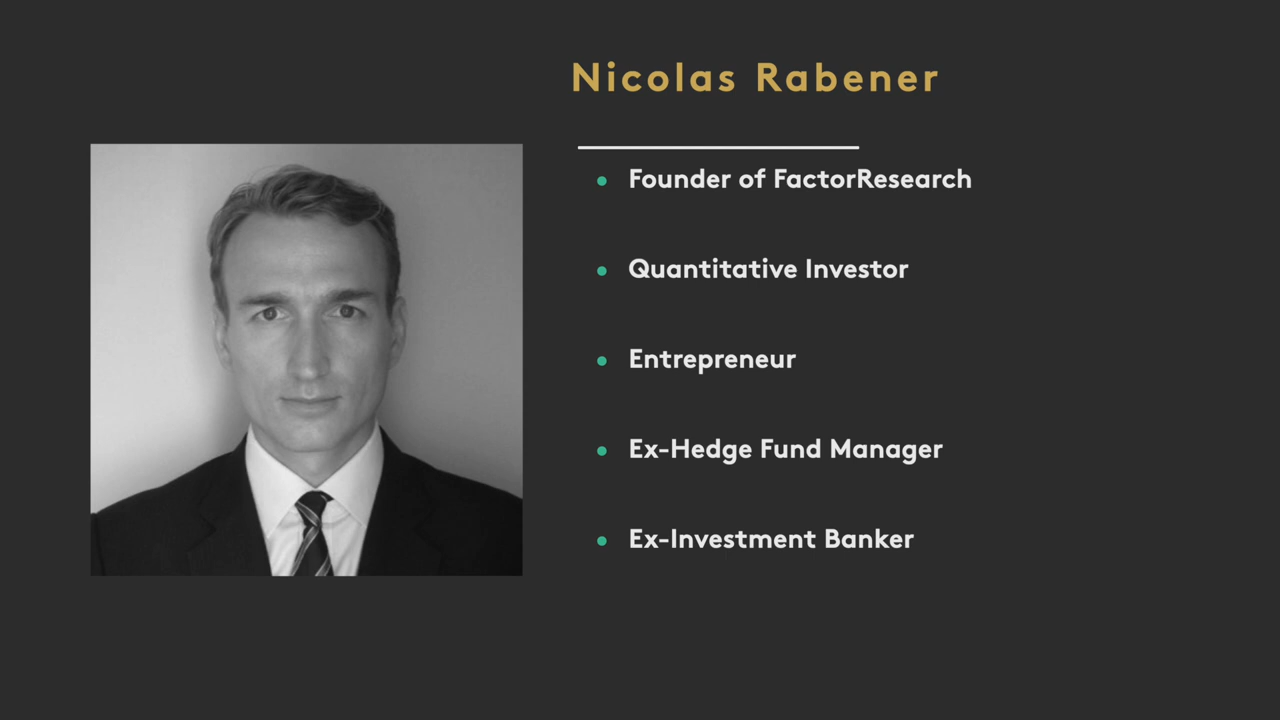 Nicolas Rabener
Founder of FactorResearch
Quantitative Investor
Entrepreneur
Ex-Hedge Fund Manager
Ex-Investment Banker